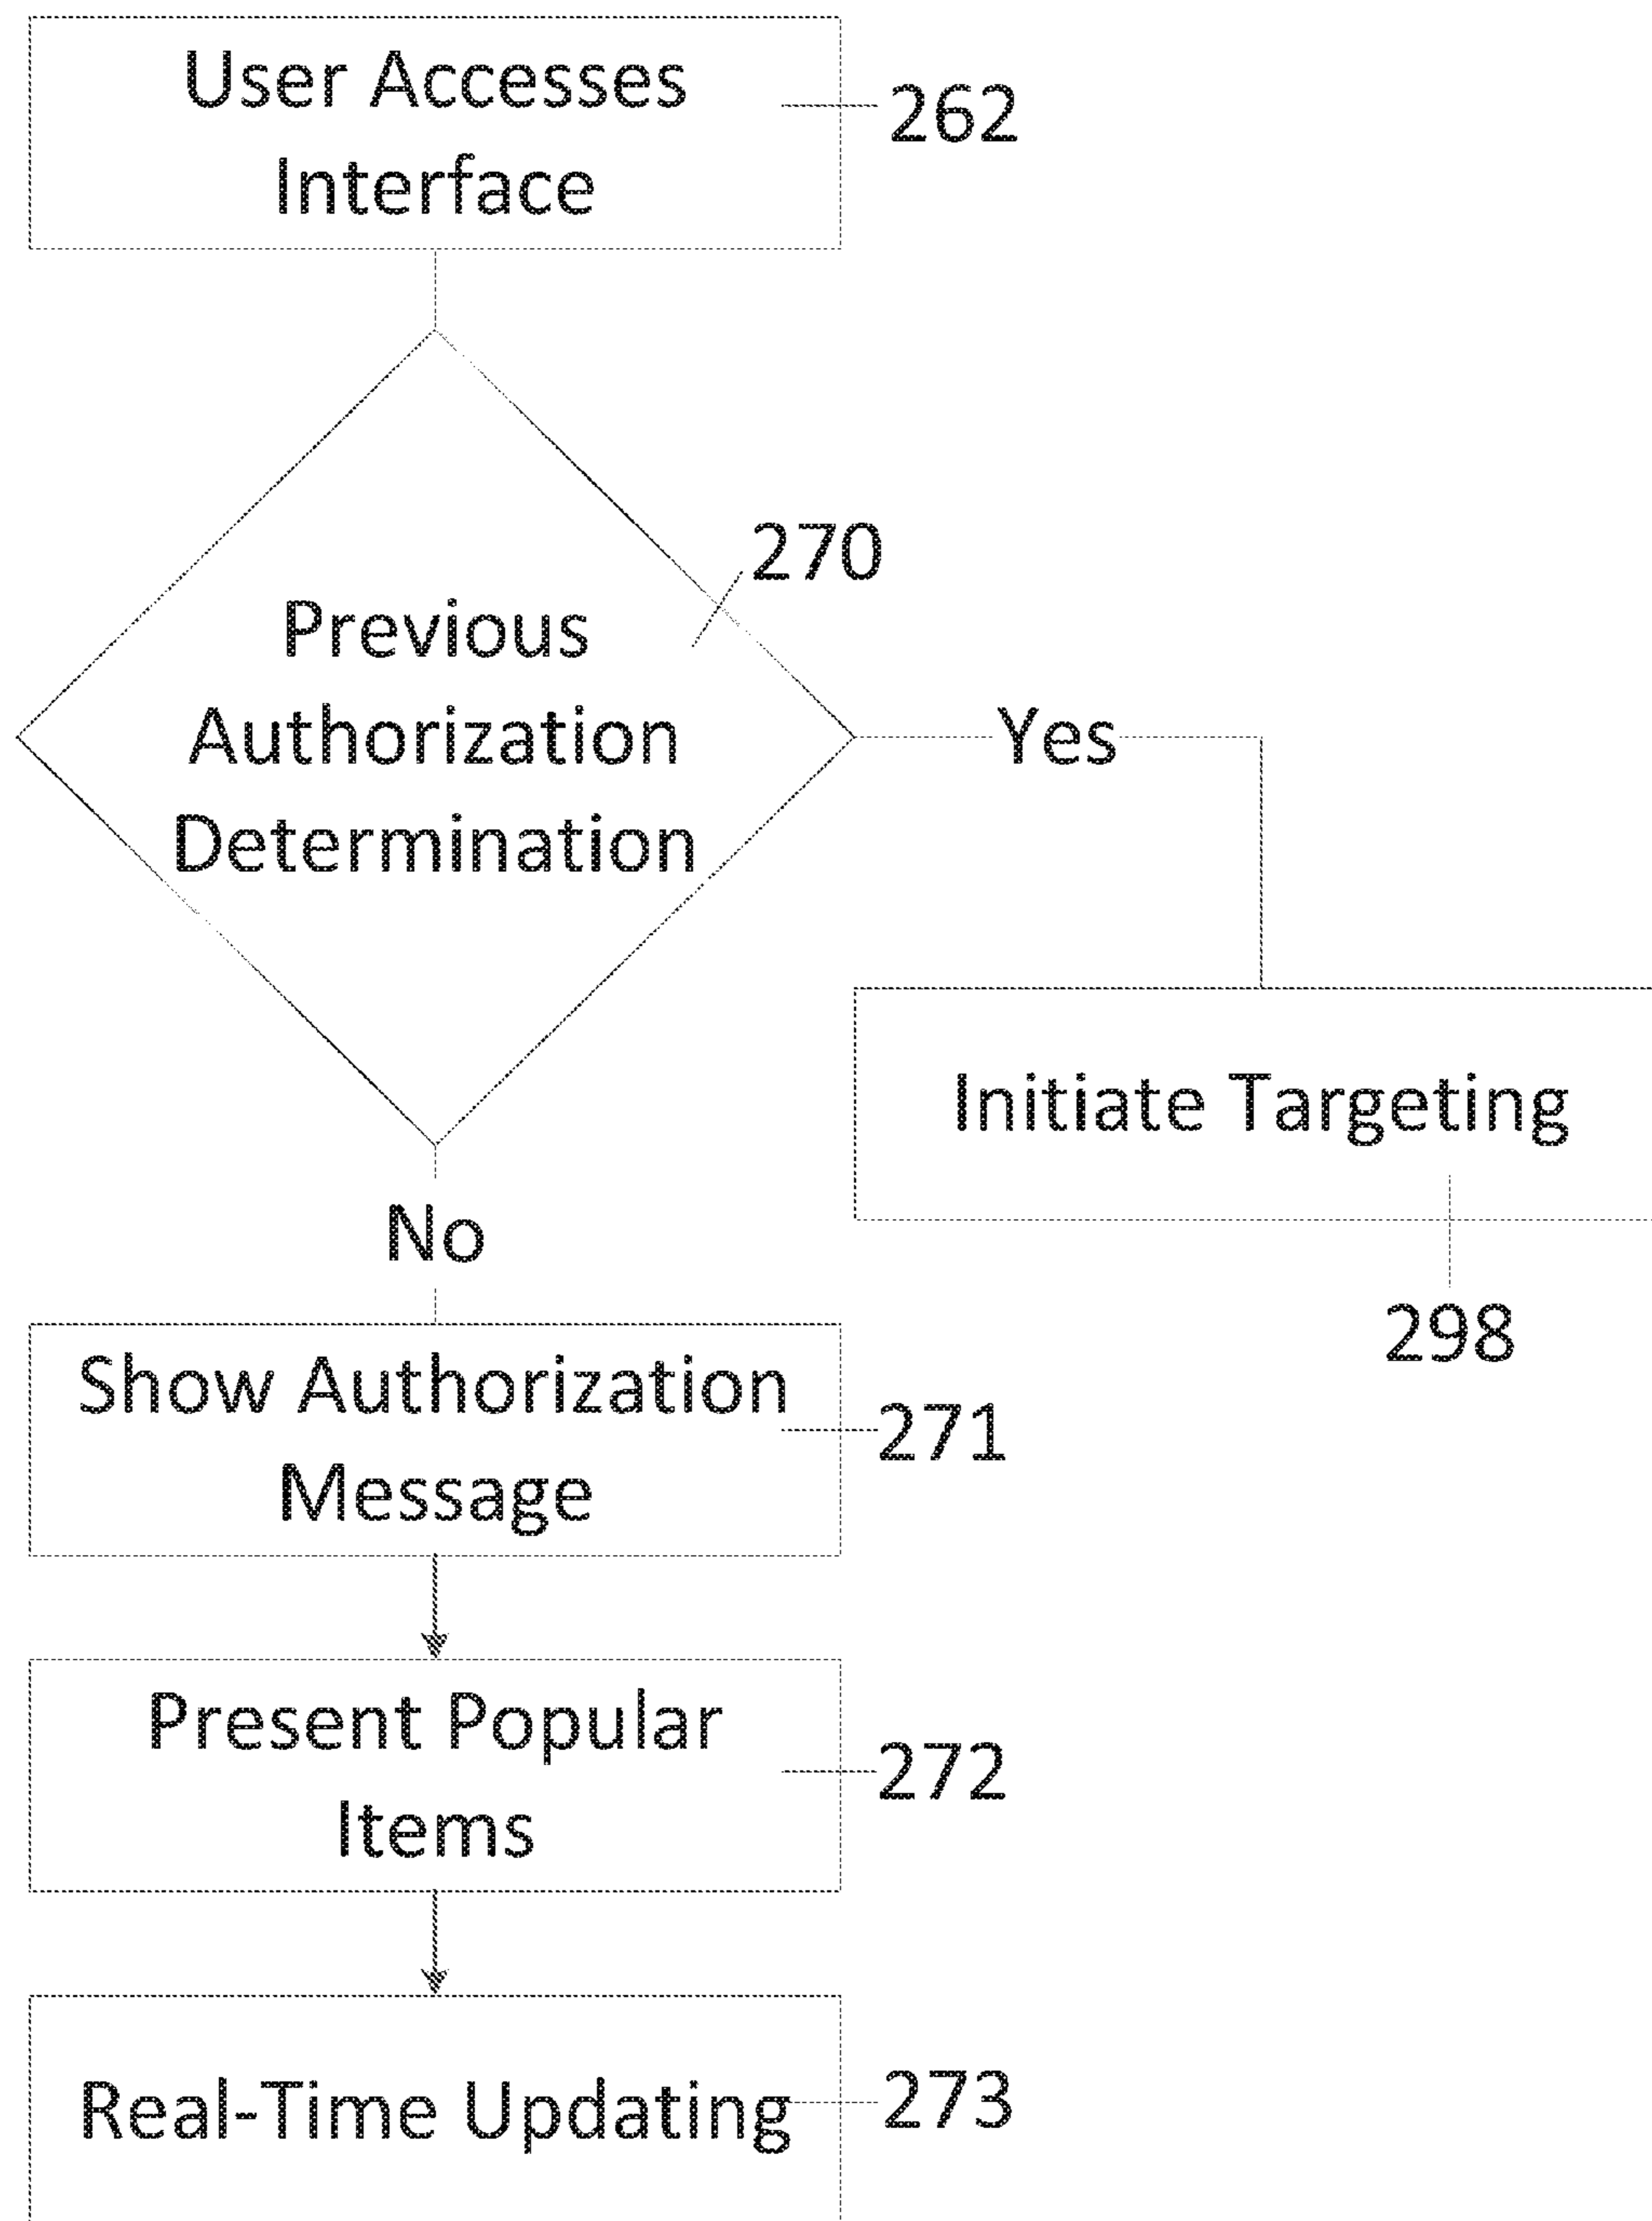 User Accesses
Interface
262
270
Previous
Authorization
Determination
Yes
Initiate Targeting
298
No
Show Authorization
Message
271
Present Popular
Items
272
Real-Time Updating
273